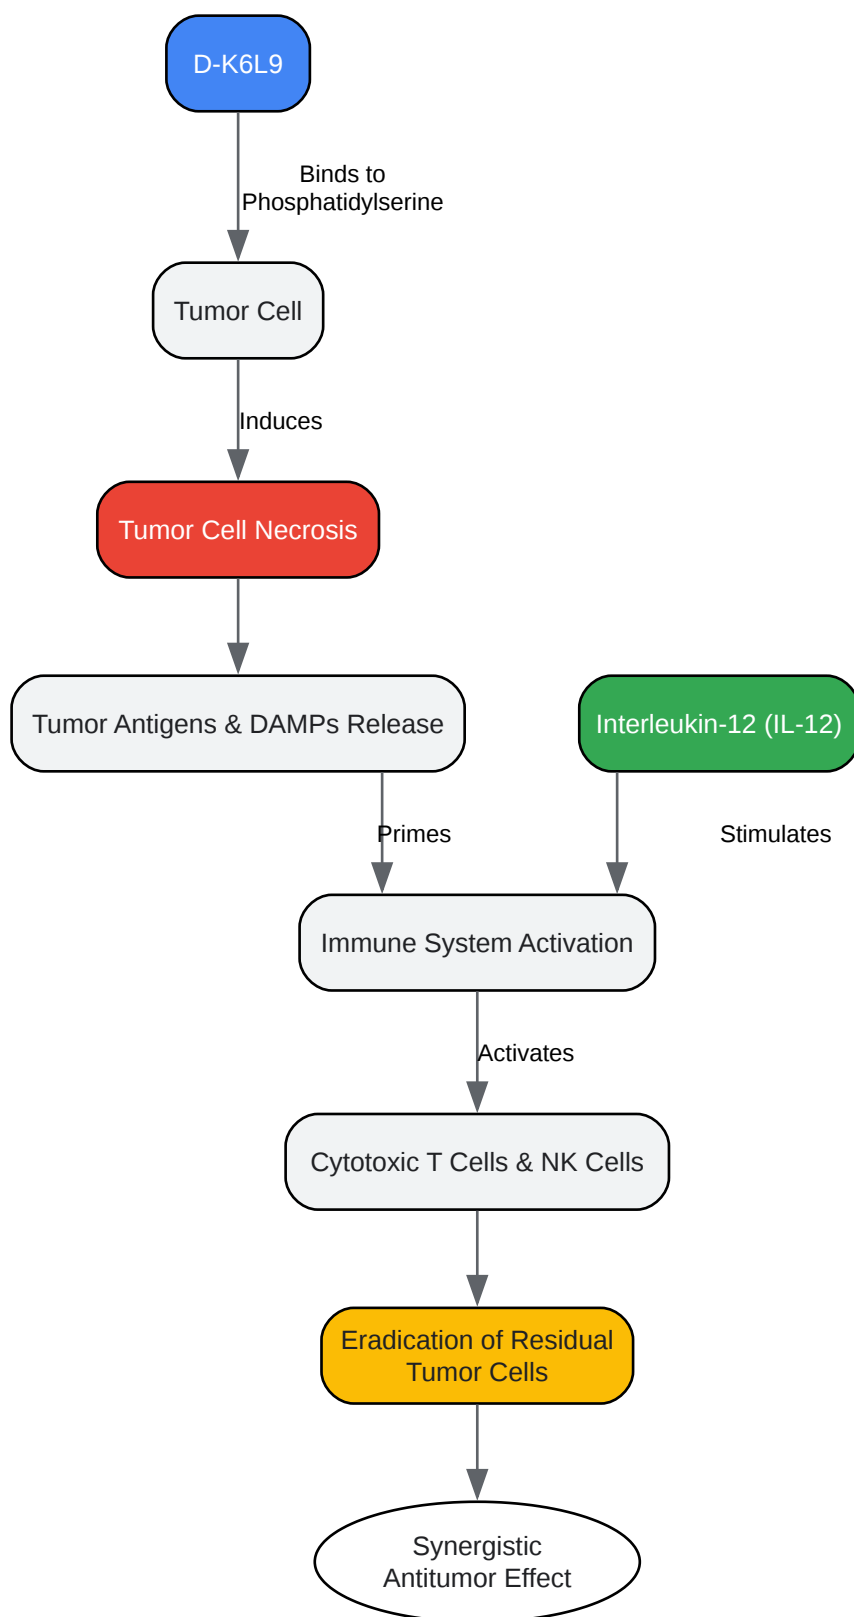 D-K6L9
Binds to
Phosphatidylserine
Tumor Cell
Induces
Tumor Cell Necrosis
Tumor Antigens & DAMPs Release
Interleukin-12 (IL-12)
Primes
Stimulates
Immune System Activation
Activates
Cytotoxic T Cells & NK Cells
Eradication of Residual
Tumor Cells
Synergistic
Antitumor Effect